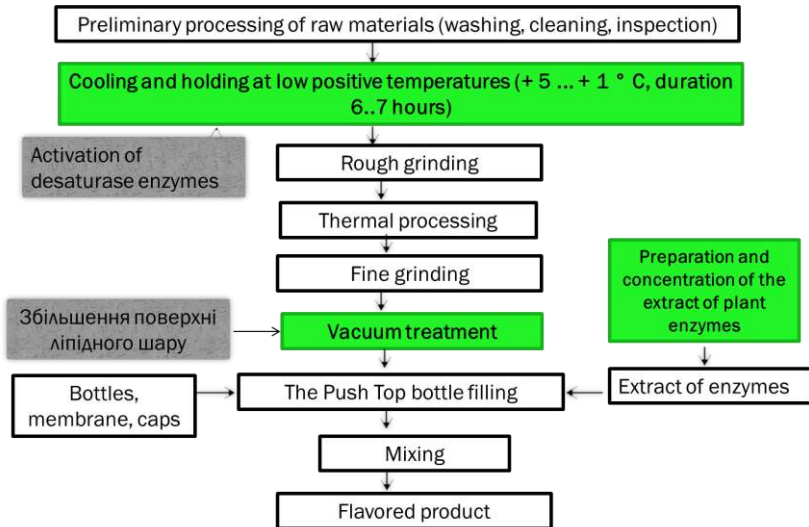 Preliminary processing of raw materials (washing, cleaning, inspection)
Cooling and holding at low positive temperatures (+ 5 ... + 1 ° C, duration
6..7 hours)
Activation of
desaturase enzymes
Rough grinding
Thermal processing
Fine grinding
Preparation and
concentration of the
extract of plant
enzymes
Збільшення поверхні
ліпідного шару
Vacuum treatment
Bottles,
membrane, caps
The Push Top bottle filling
Extract of enzymes
Mixing
Flavored product